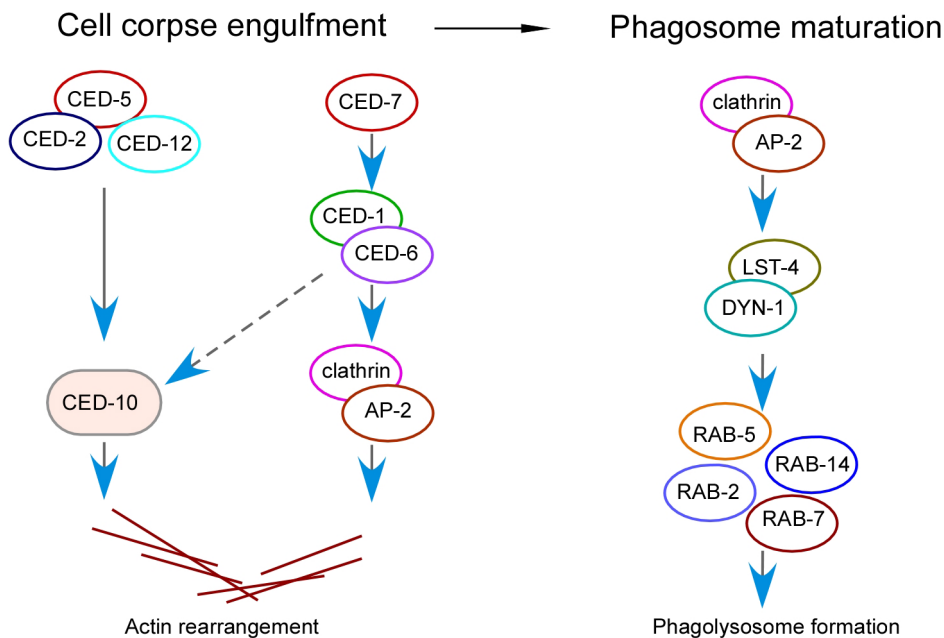 Cell corpse engulfment
Phagosome maturation
CED-5
CED-2
CED-12
CED-10
CED-7
CED-1
CED-6
clathrin
AP-2
Actin rearrangement
clathrin
AP-2
LST-4
DYN-1
RAB-5
RAB-14
RAB-2
RAB-7
Phagolysosome formation